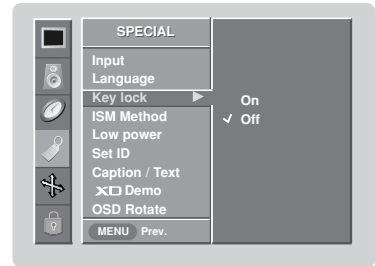 SPECIAL
Input
Language
Key lock
On
ISM Method
Off
Low power
Set ID
Caption / Text
XD Demo
OSD Rotate
MENU Prev.